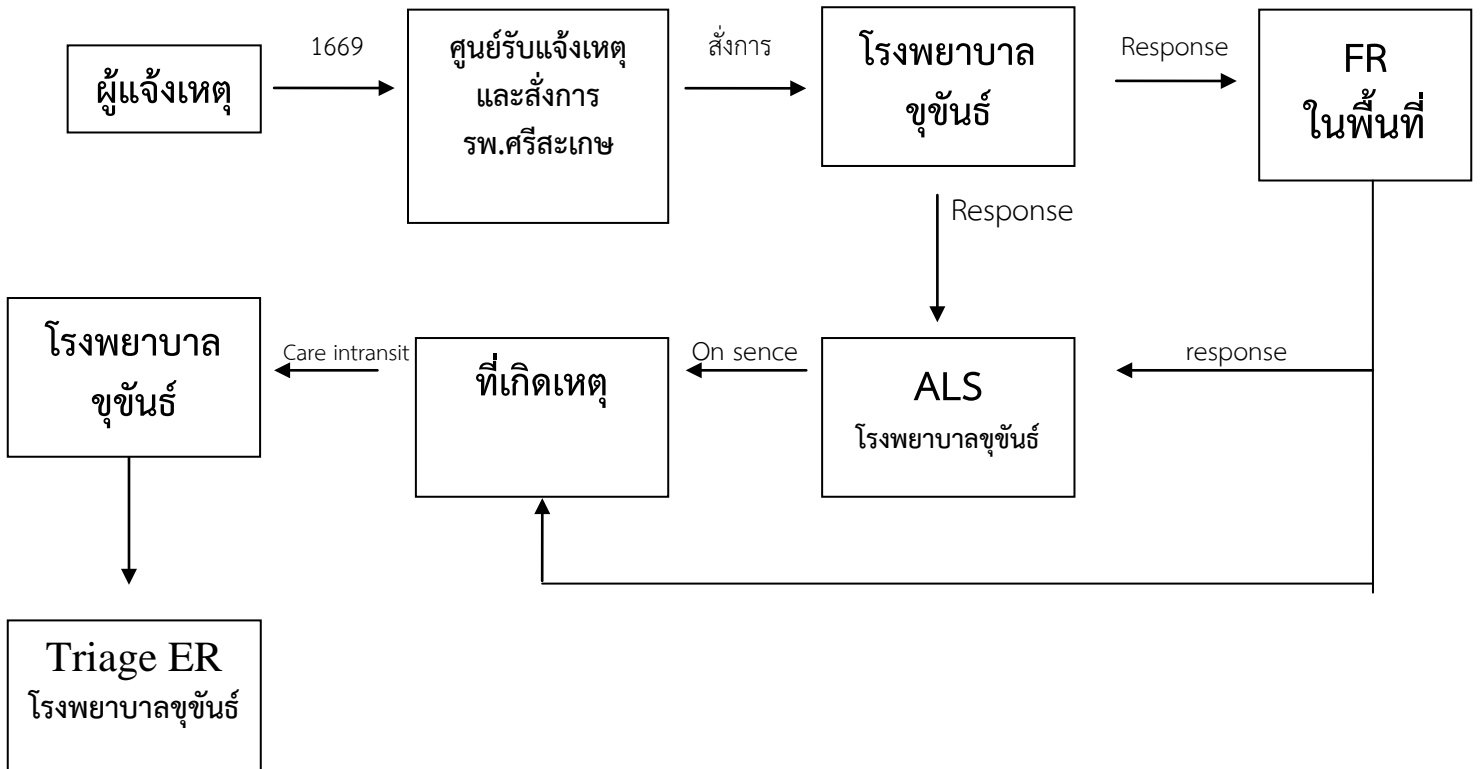 ผู้แจ้งเหตุ
1669
ศูนย์รับแจ้งเหตุ
และสั่งการ
รพ.ศรีสะเกษ
สั่งการ
โรงพยาบาล
ขุขันธ์
Response
FR
ในพื้นที่
Response
โรงพยาบาล
ขุขันธ์
Care intransit
ที่เกิดเหตุ
On sence
ALS
โรงพยาบาลขุขันธ์
response
Triage ER
โรงพยาบาลขุขันธ์